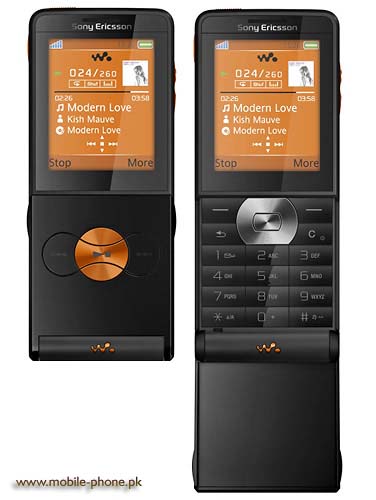 Sony Ericsson
024/260
02:26 03:58
Modern Love
Kish Mauve
Modern Love
Stop More
Sony Ericsson
024/260
02:26 03:58
Modern Love
Kish Mauve
Modern Love
Stop More
C
1 2 ABC 3 DEF
4 GHI 5 JKL 6 MNO
7 PQRS 8 TUV 9 WXYZ
* 0 + #
www.mobile-phone.pk